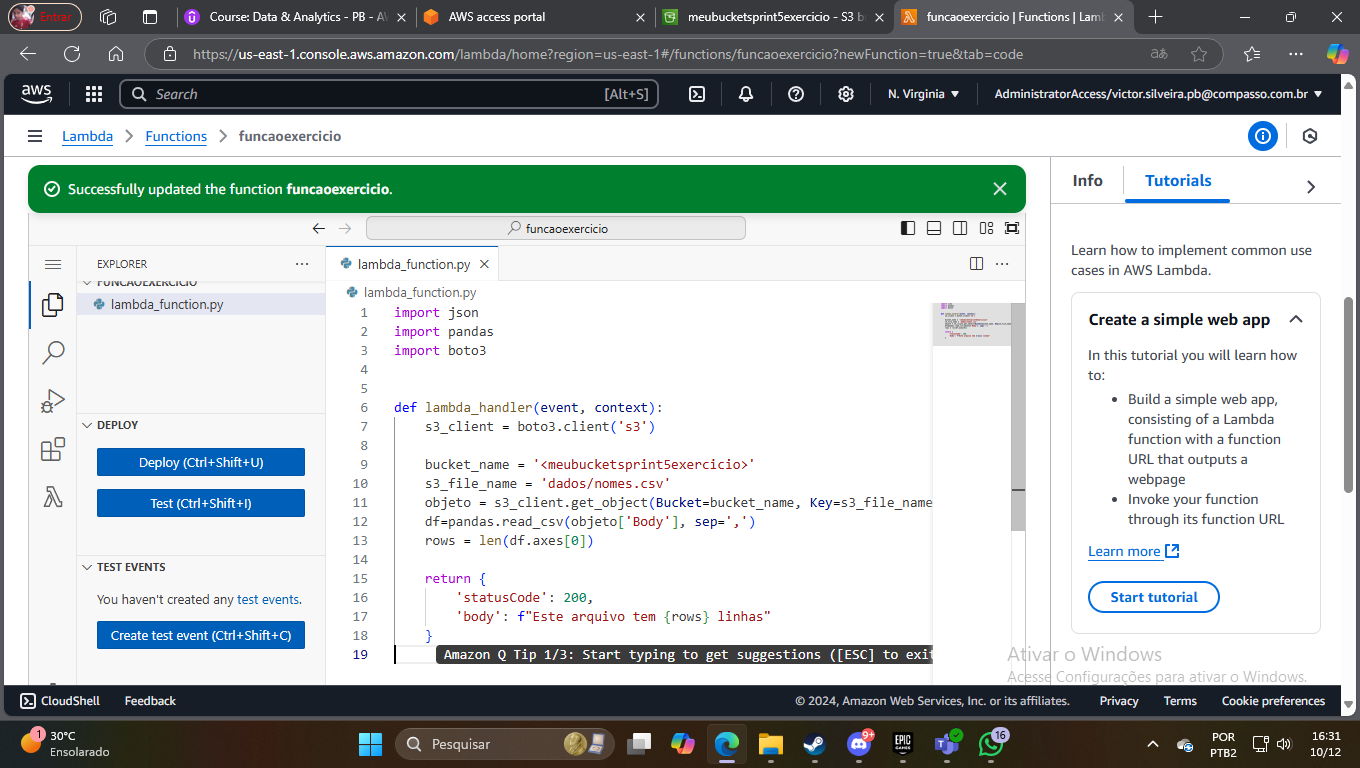 Entrar
Course: Data & Analytics - PB - AW
AWS access portal
meubucketsprint5exercicio - S3 b
funcaoexercicio | Functions | Lam
https://us-east-1.console.aws.amazon.com/lambda/home?region=us-east-1#/functions/funcaoexercicio?newFunction=true&tab=code
aws
Search
[Alt+S]
N. Virginia
AdministratorAccess/victor.silveira.pb@compasso.com.br
Lambda
Functions
funcaoexercicio
Successfully updated the function funcaoexercicio.
Info
Tutorials
funcaoexercicio
EXPLORER
FUNCAOEXERCICIO
lambda_function.py
DEPLOY
Deploy (Ctrl+Shift+U)
Test (Ctrl+Shift+I)
TEST EVENTS
You haven't created any test events.
Create test event (Ctrl+Shift+C)
lambda_function.py
lambda_function.py
1 import json
2 import pandas
3 import boto3
4
5
6 def lambda_handler(event, context):
7 s3_client = boto3.client('s3')
8
9 bucket_name = '<meubucketsprint5exercicio>'
10 s3_file_name = 'dados/nomes.csv'
11 objeto = s3_client.get_object(Bucket=bucket_name, Key=s3_file_name
12 df=pandas.read_csv(objeto['Body'], sep=',')
13 rows = len(df.axes[0])
14
15 return {
16 'statusCode': 200,
17 'body': f"Este arquivo tem {rows} linhas"
18 }
19 Amazon Q Tip 1/3: Start typing to get suggestions ([ESC] to exit
Learn how to implement common use
cases in AWS Lambda.
Create a simple web app
In this tutorial you will learn how
to:
• Build a simple web app,
consisting of a Lambda
function with a function
URL that outputs a
webpage
• Invoke your function
through its function URL
Learn more
Start tutorial
Ativar o Windows
Acesse Configurações para ativar o Windows.
CloudShell
Feedback
© 2024, Amazon Web Services, Inc. or its affiliates.
Privacy
Terms
Cookie preferences
1
30°C
Ensolarado
Pesquisar
9+
EPIC
GAMES
16
POR
PTB2
16:31
10/12